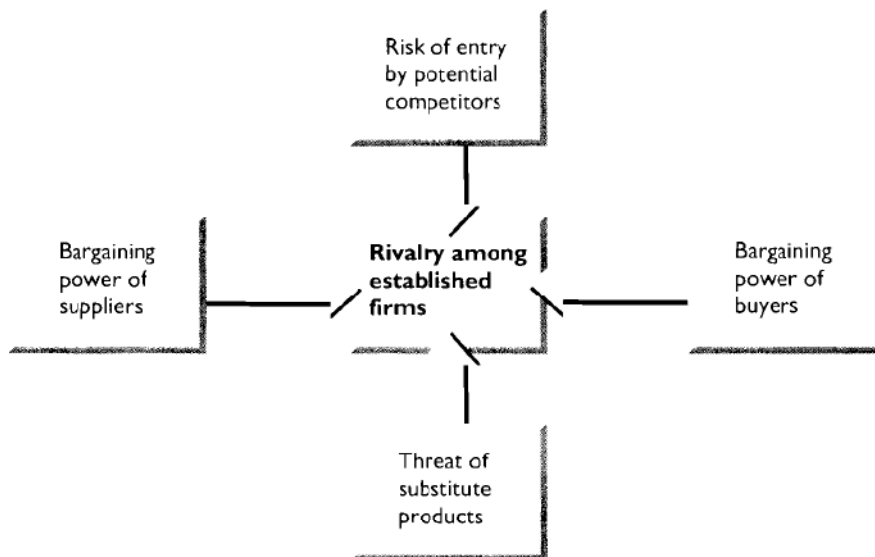 Risk of entry
by potential
competitors
Bargaining
power of
suppliers
Rivalry among
established
firms
Bargaining
power of
buyers
Threat of
substitute
products